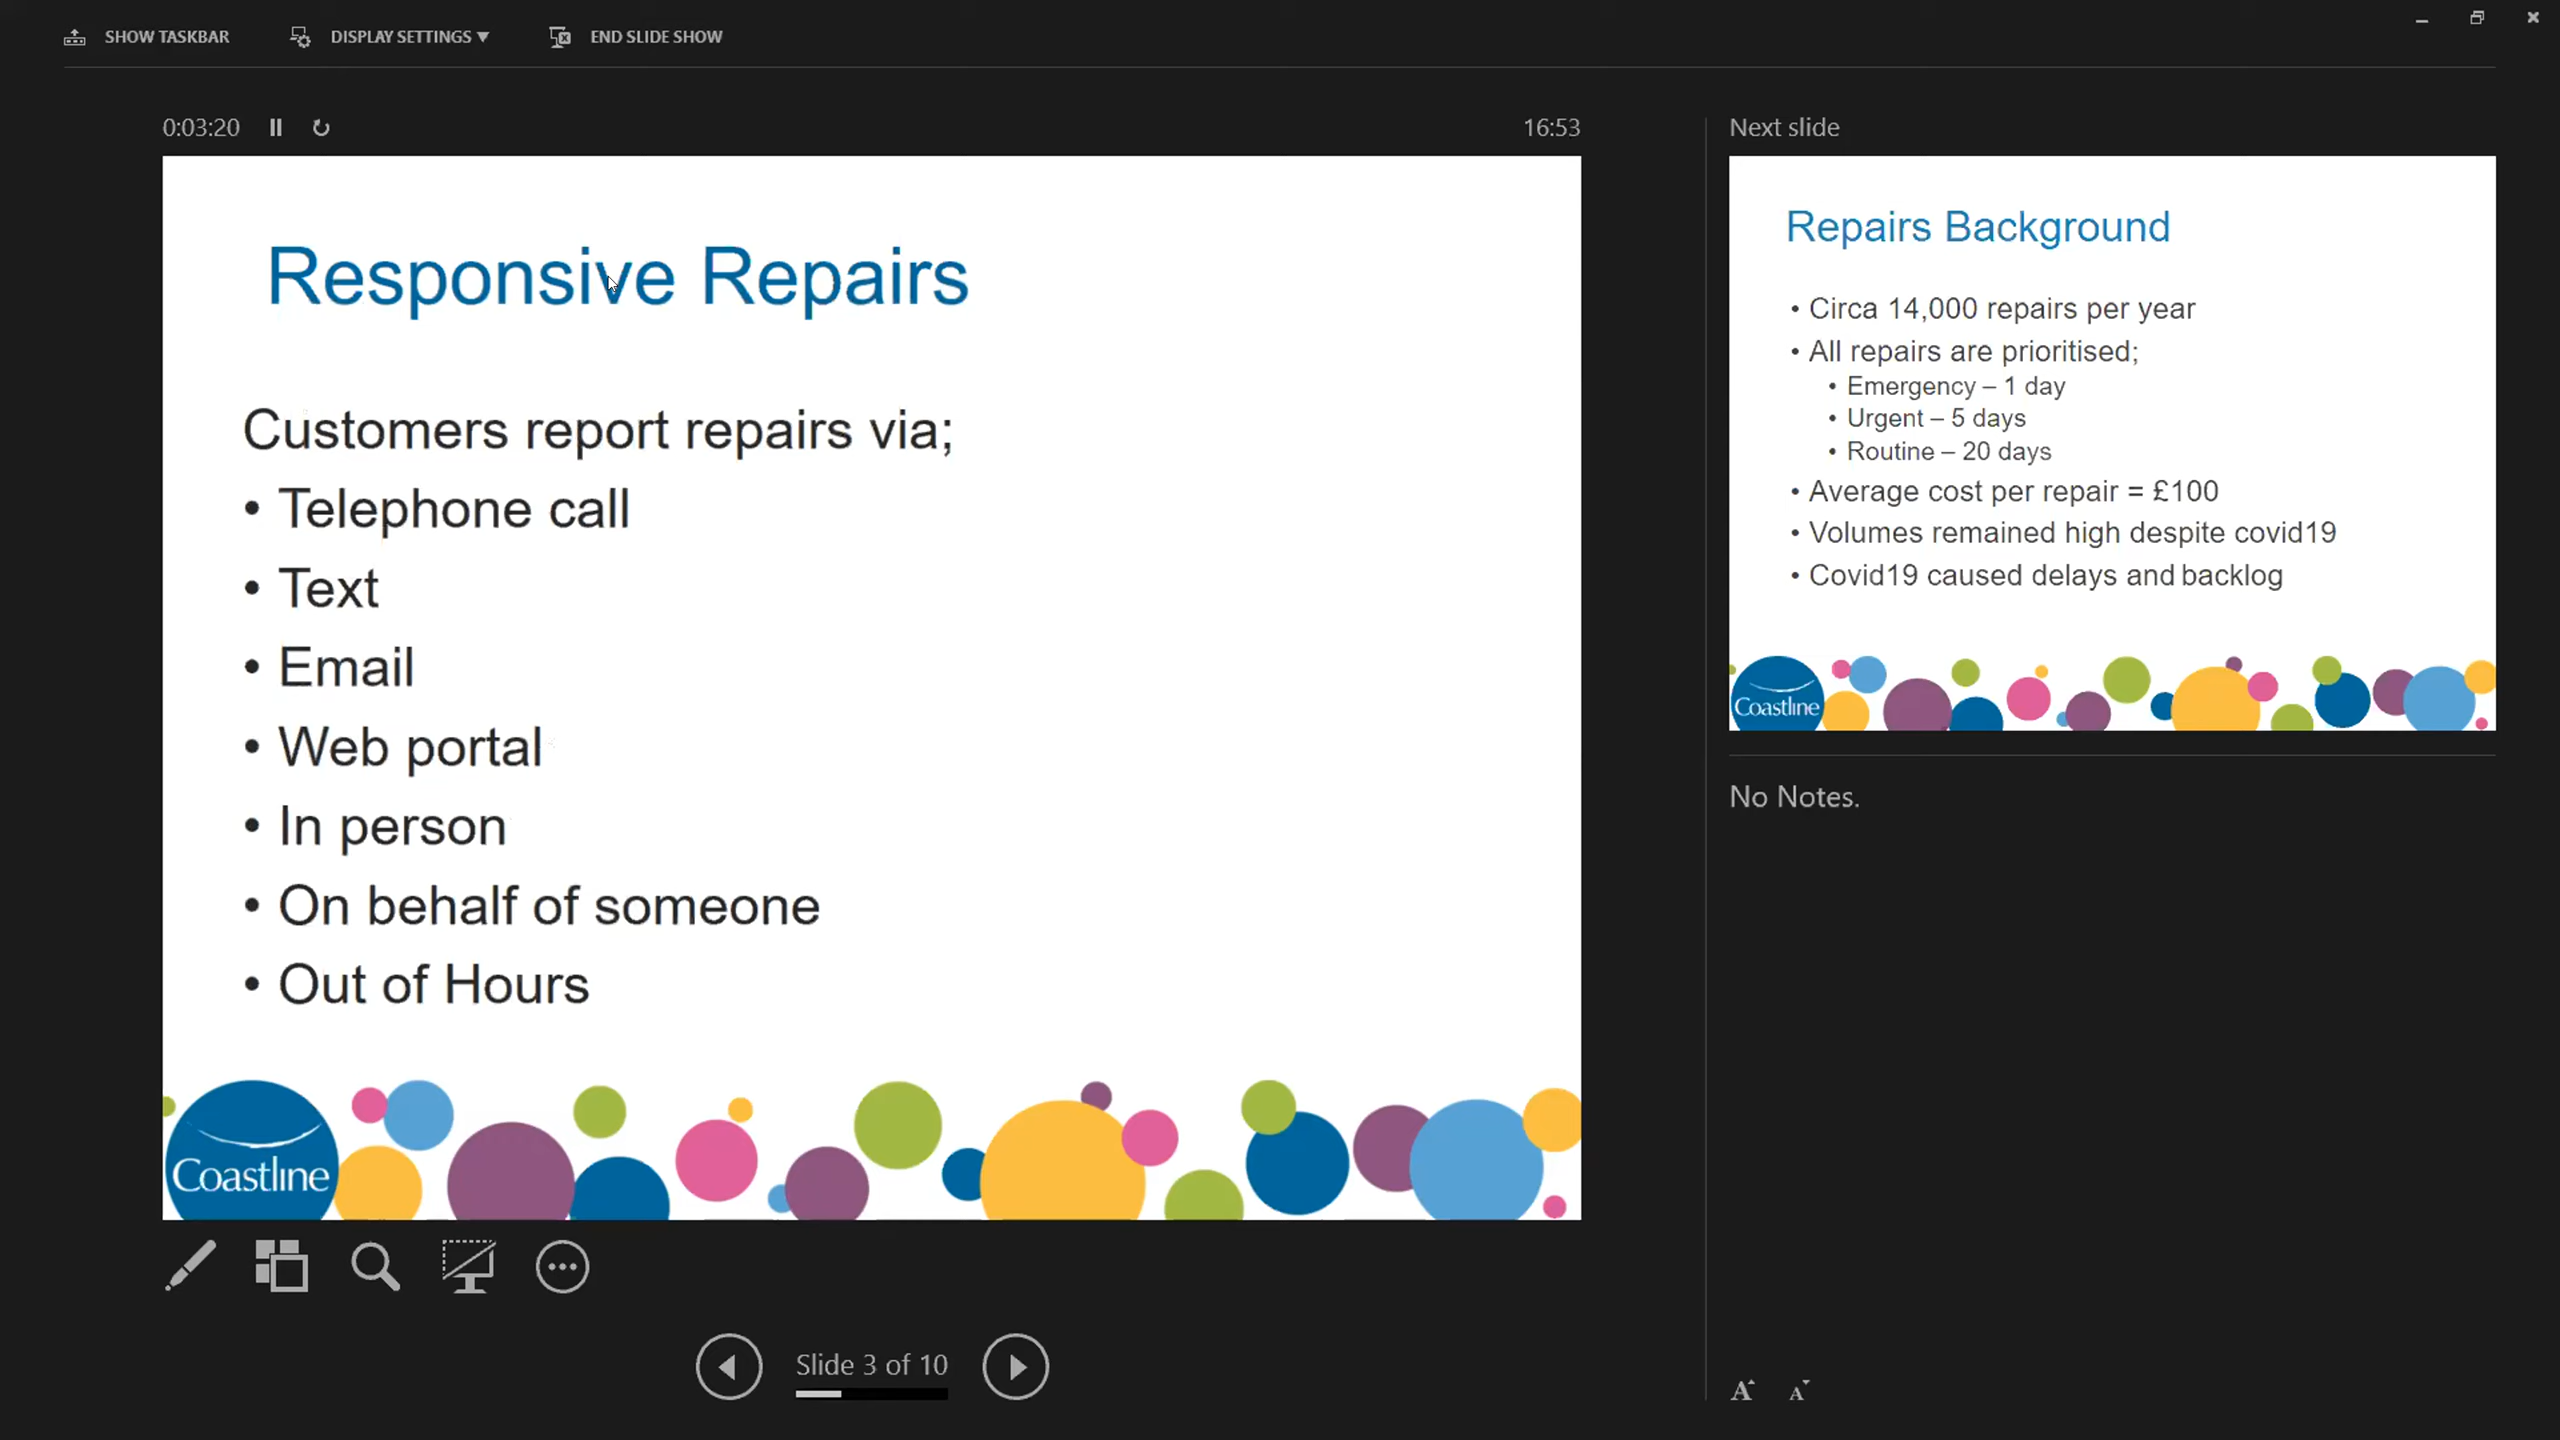 SHOW TASKBAR
DISPLAY SETTINGS ▼
END SLIDE SHOW
0:03:20
16:53
Responsive Repairs
Customers report repairs via;
• Telephone call
• Text
• Email
• Web portal
• In person
• On behalf of someone
• Out of Hours
Coastline
Slide 3 of 10
Next slide
Repairs Background
• Circa 14,000 repairs per year
• All repairs are prioritised;
• Emergency – 1 day
• Urgent – 5 days
• Routine – 20 days
• Average cost per repair = £100
• Volumes remained high despite covid19
• Covid19 caused delays and backlog
Coastline
No Notes.
A A